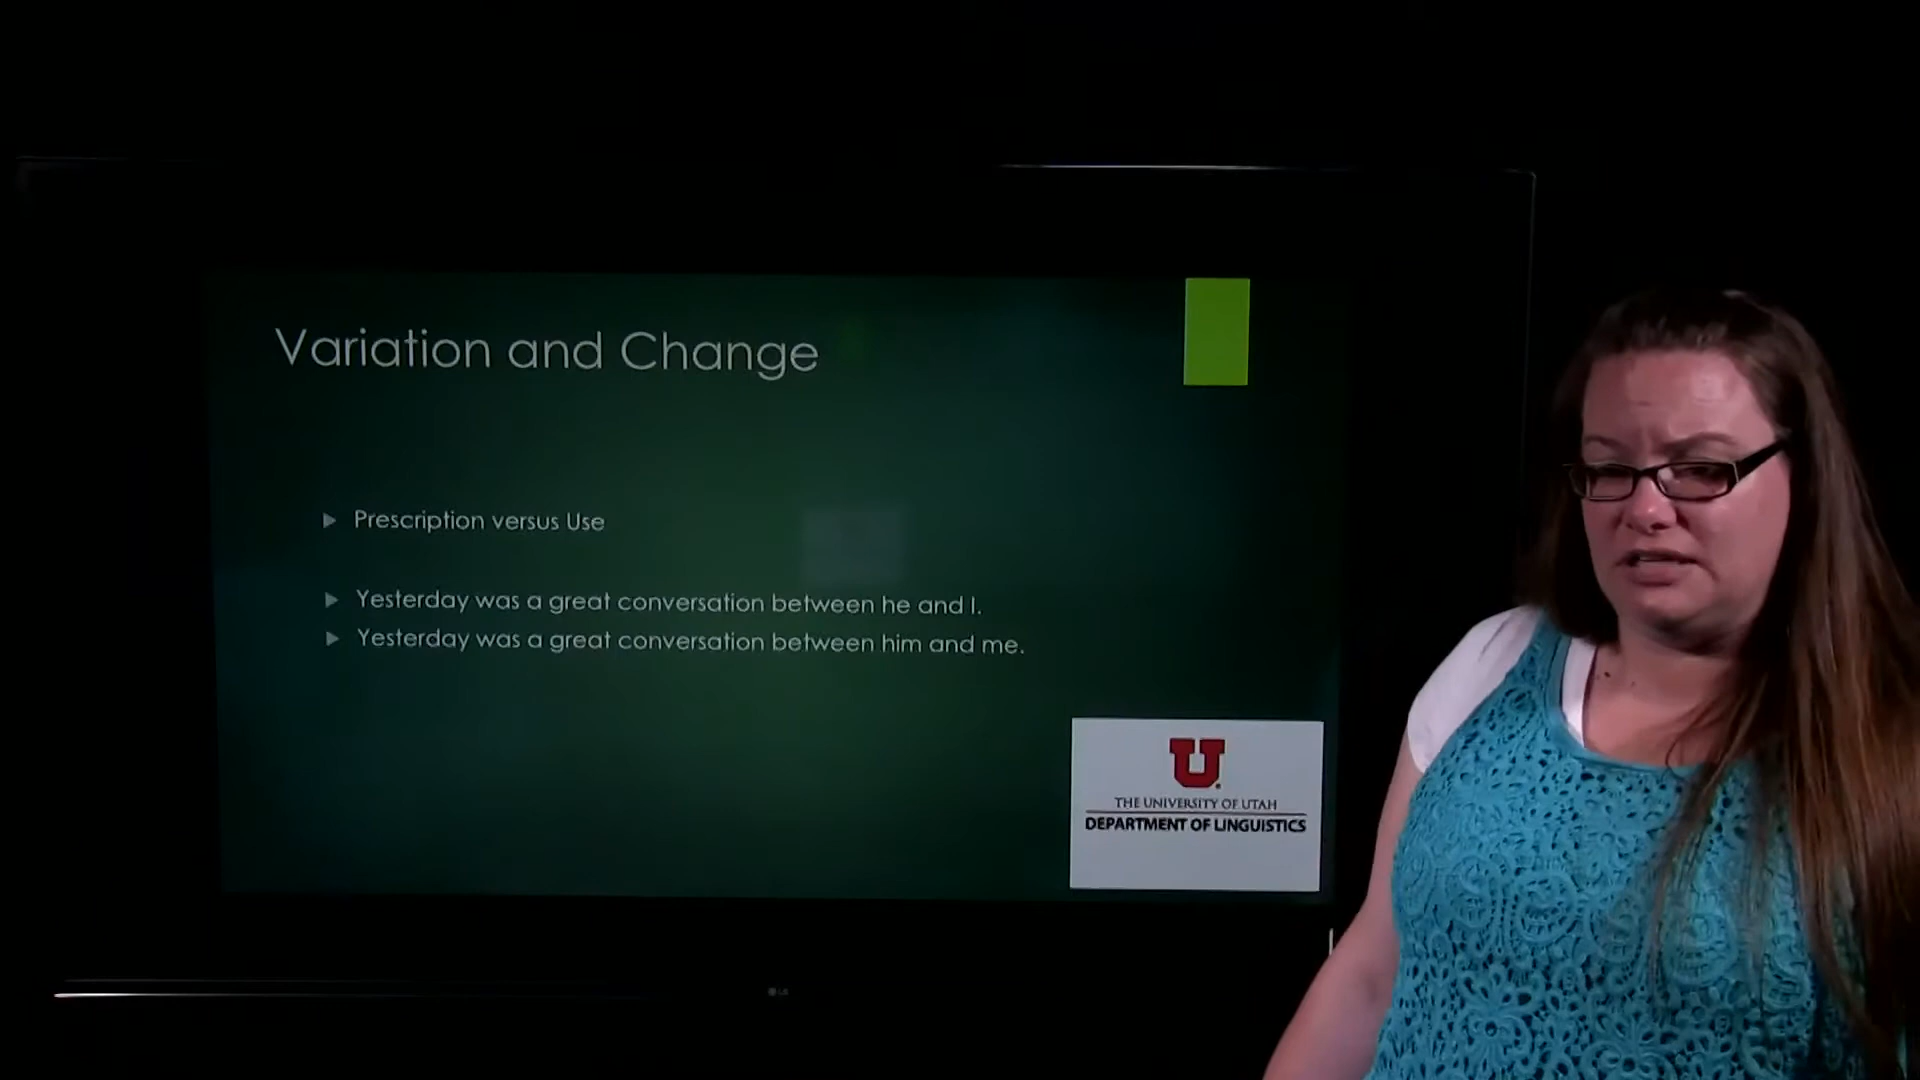 Variation and Change
Prescription versus Use
Yesterday was a great conversation between he and I.
Yesterday was a great conversation between him and me.
U
THE UNIVERSITY OF UTAH
DEPARTMENT OF LINGUISTICS
LG